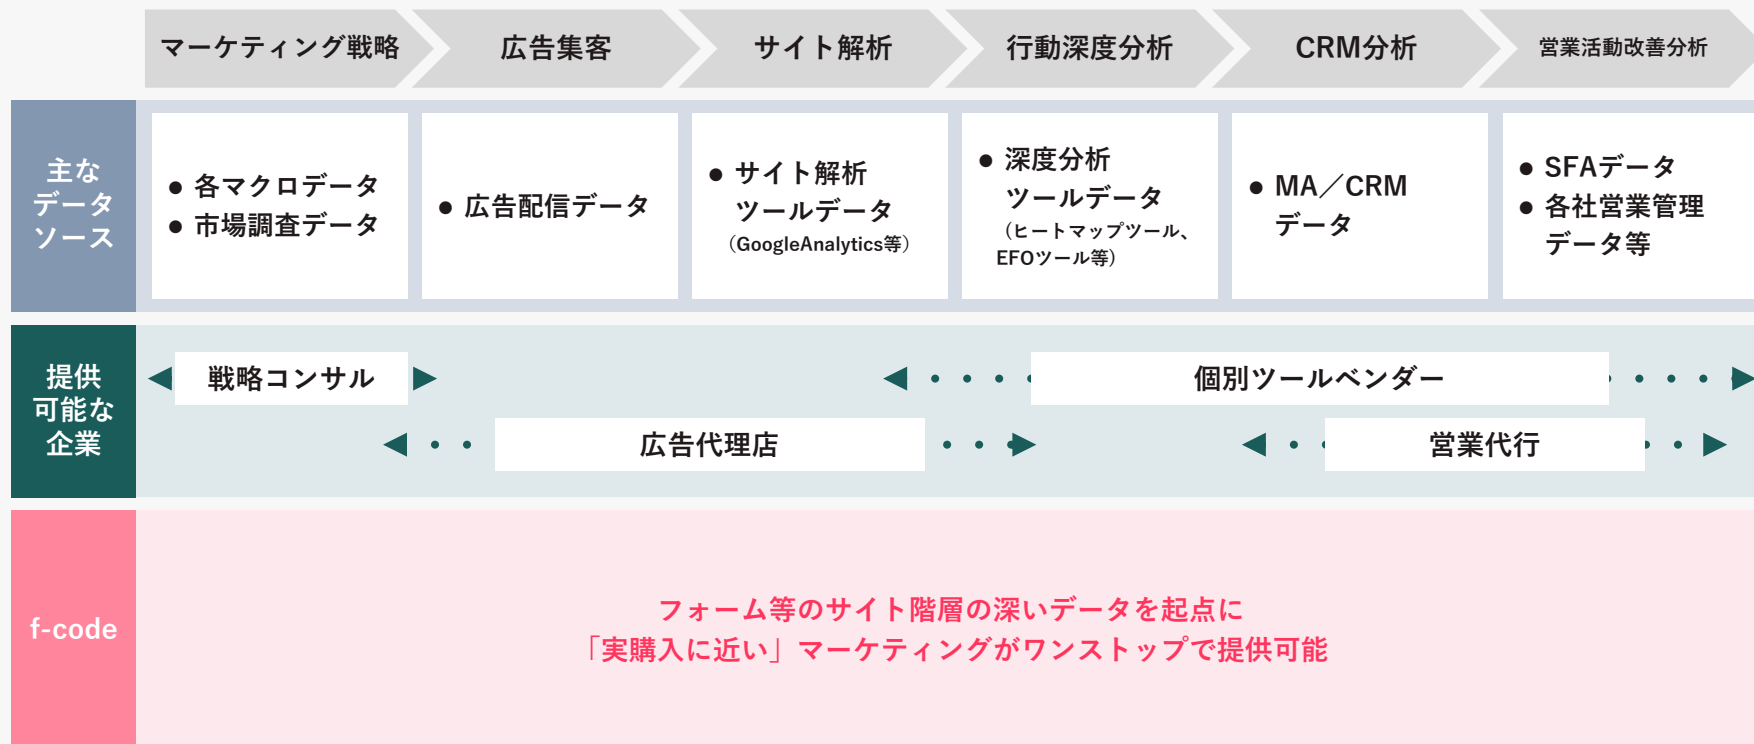 マーケティング戦略
広告集客
サイト解析
行動深度分析
CRM分析
営業活動改善分析
主な
データ
ソース
● 各マクロデータ
● 市場調査データ
● 広告配信データ
● サイト解析
ツールデータ
（GoogleAnalytics等）
● 深度分析
ツールデータ
（ヒートマップツール、
EFOツール等）
● MA／CRM
データ
● SFAデータ
● 各社営業管理
データ等
提供
可能な
企業
戦略コンサル
個別ツールベンダー
広告代理店
営業代行
f-code
フォーム等のサイト階層の深いデータを起点に
「実購入に近い」マーケティングがワンストップで提供可能